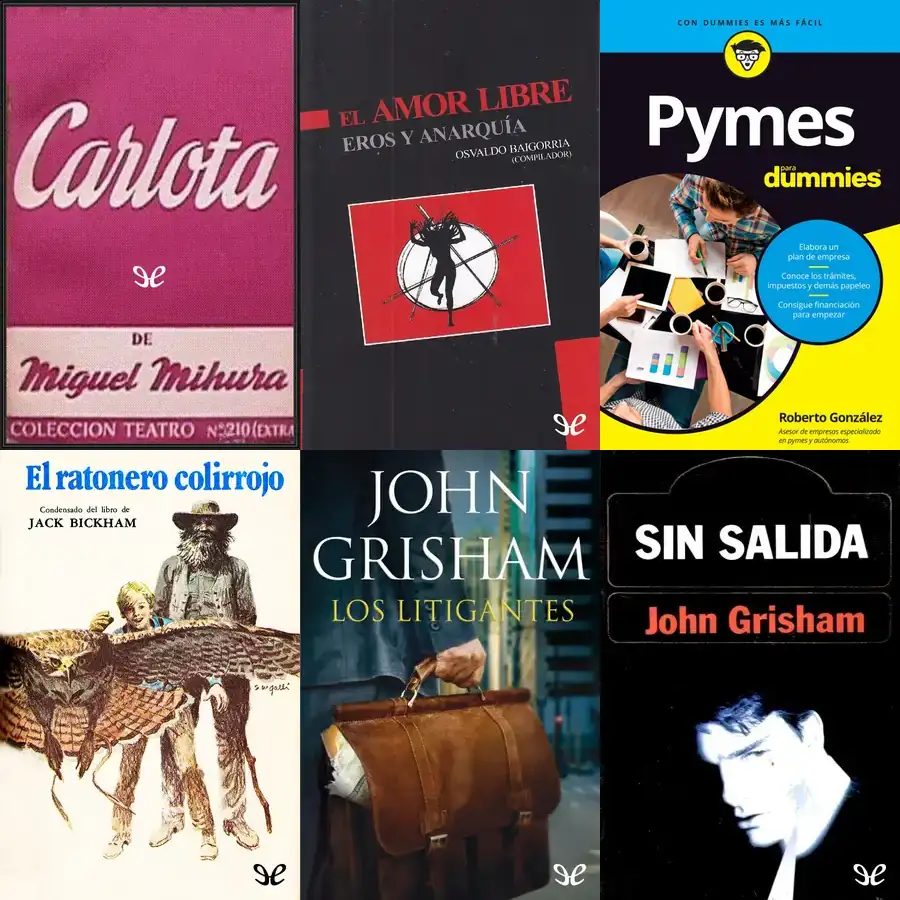 Carlota
DE
Miguel Mihura
COLECCION TEATRO Nº 210 (EXTRA
EL AMOR LIBRE
EROS Y ANARQUÍA
OSVALDO BAIGORRIA
(COMPILADOR)
CON DUMMIES ES MÁS FÁCIL
Pymes
para
dummies
Elabora un
plan de empresa
Conoce los trámites,
impuestos y demás papeleo
Consigue financiación
para empezar
Roberto González
Asesor de empresas especializado
en pymes y autónomos
El ratonero colirrojo
Condensado del libro de
JACK BICKHAM
JOHN
GRISHAM
LOS LITIGANTES
SIN SALIDA
John Grisham